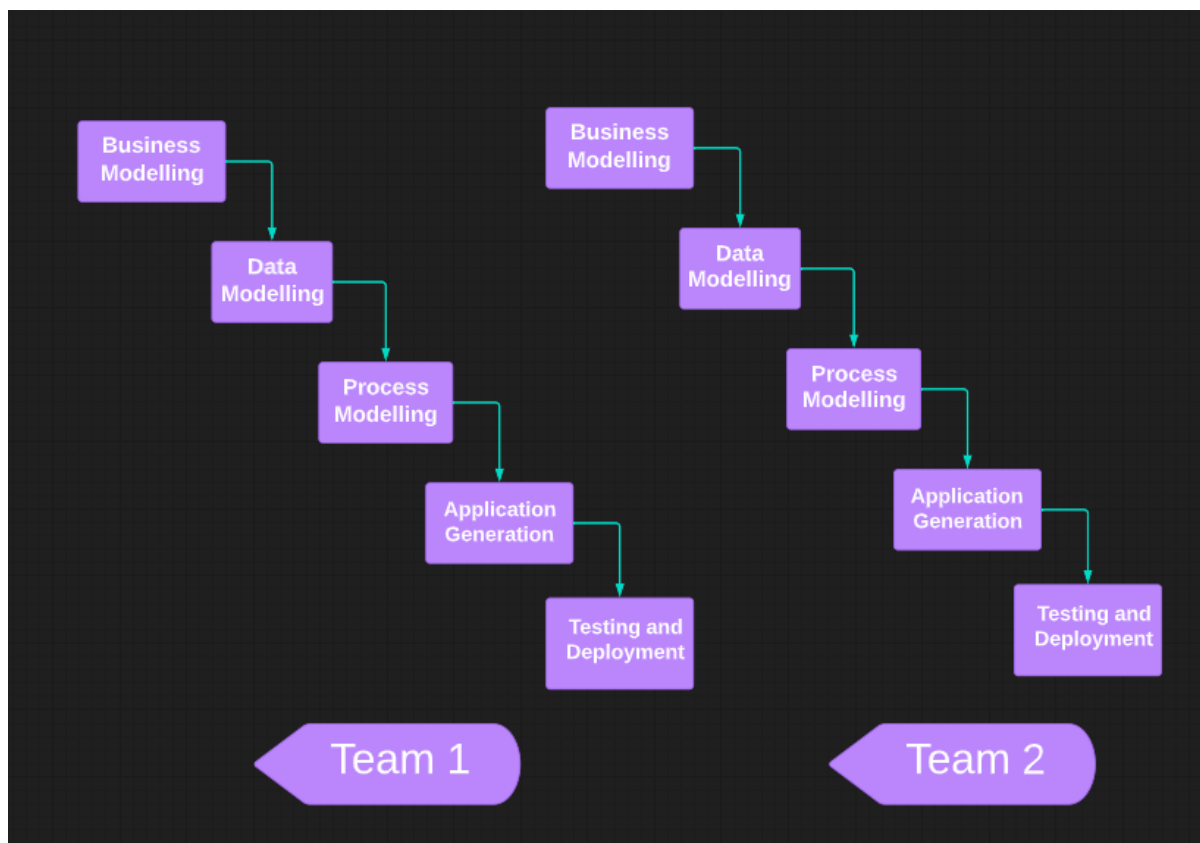 Business
Modelling
Data
Modelling
Process
Modelling
Application
Generation
Testing and
Deployment
Team 1
Business
Modelling
Data
Modelling
Process
Modelling
Application
Generation
Testing and
Deployment
Team 2